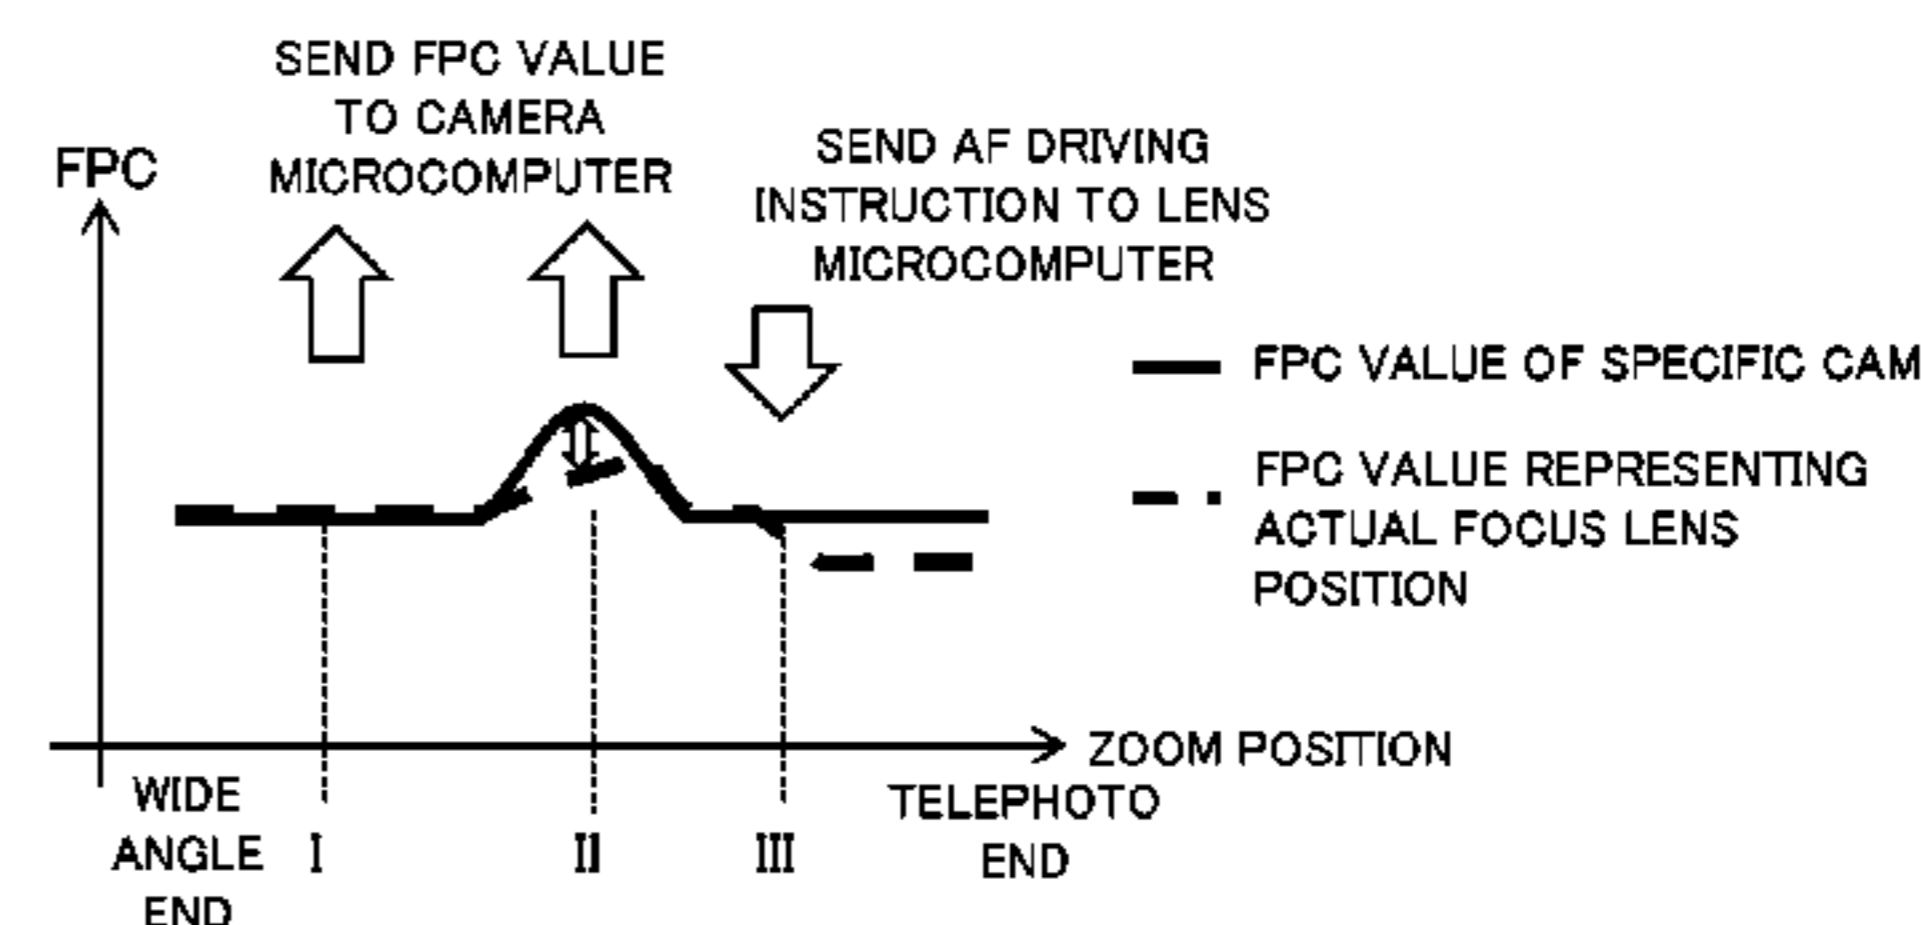 SEND FPC VALUE
TO CAMERA
MICROCOMPUTER
SEND AF DRIVING
INSTRUCTION TO LENS
MICROCOMPUTER
FPC
FPC VALUE OF SPECIFIC CAM
FPC VALUE REPRESENTING
ACTUAL FOCUS LENS
POSITION
ZOOM POSITION
WIDE
ANGLE
END
I
II
III
TELEPHOTO
END